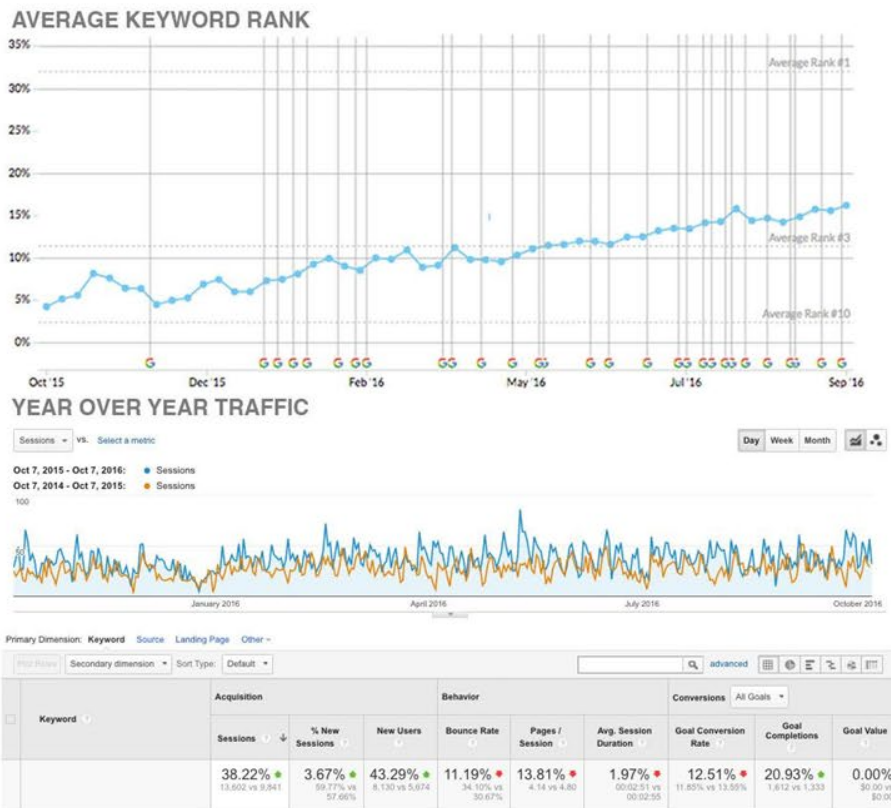 AVERAGE KEYWORD RANK
35%
Average Rank #1
30%
25%
20%
15%
Average Rank #3
10%
5%
Average Rank #10
0%
Oct '15 Dec '15 Feb '16 May '16 Jul '16 Sep '16
YEAR OVER YEAR TRAFFIC
Sessions vs. Select a metric Day Week Month
Oct 7, 2015 - Oct 7, 2016: Sessions
Oct 7, 2014 - Oct 7, 2015: Sessions
100
50
January 2016 April 2016 July 2016 October 2016
Primary Dimension: Keyword Source Landing Page Other
Plot Rows Secondary dimension Sort Type: Default advanced
Acquisition Behavior Conversions All Goals
Keyword
Sessions % New Sessions New Users Bounce Rate Pages / Session Avg. Session Duration Goal Conversion Rate Goal Completions Goal Value
38.22% 3.67% 43.29% 11.19% 13.81% 1.97% 12.51% 20.93% 0.00%
13,602 vs 9,841 59.77% vs 57.66% 8,130 vs 5,674 34.10% vs 30.67% 4.14 vs 4.80 00:02:51 vs 00:02:55 11.85% vs 13.55% 1,612 vs 1,333